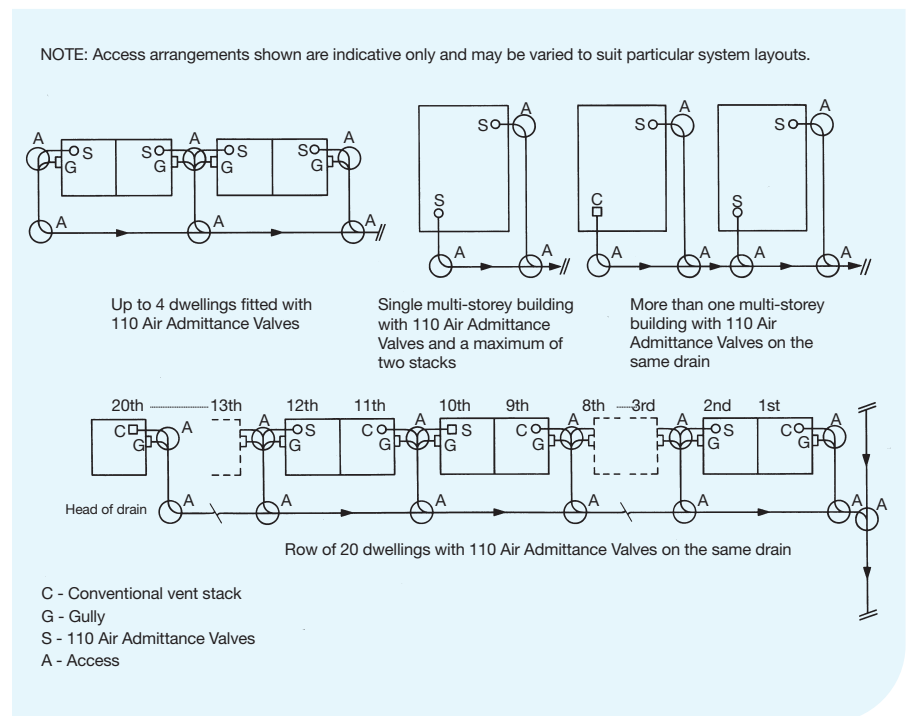 NOTE: Access arrangements shown are indicative only and may be varied to suit particular system layouts.
A A A
S S S S
G G G G
A A A
Up to 4 dwellings fitted with
110 Air Admittance Valves
A
S
S
A A
Single multi-storey building
with 110 Air Admittance
Valves and a maximum of
two stacks
A A
S S
C S
A A A A
More than one multi-storey
building with 110 Air
Admittance Valves on the
same drain
20th 13th 12th 11th 10th 9th 8th 3rd 2nd 1st
C A A S C A S C A A S C A
G G G G G G G
Head of drain A A A A A A A
Row of 20 dwellings with 110 Air Admittance Valves on the same drain
C - Conventional vent stack
G - Gully
S - 110 Air Admittance Valves
A - Access